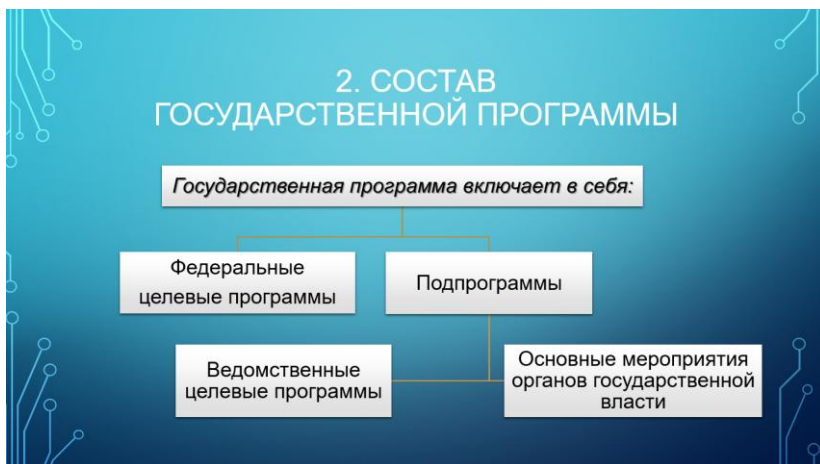 2. СОСТАВ
ГОСУДАРСТВЕННОЙ ПРОГРАММЫ
Государственная программа включает в себя:
Федеральные
целевые программы
Подпрограммы
Ведомственные
целевые программы
Основные мероприятия
органов государственной
власти